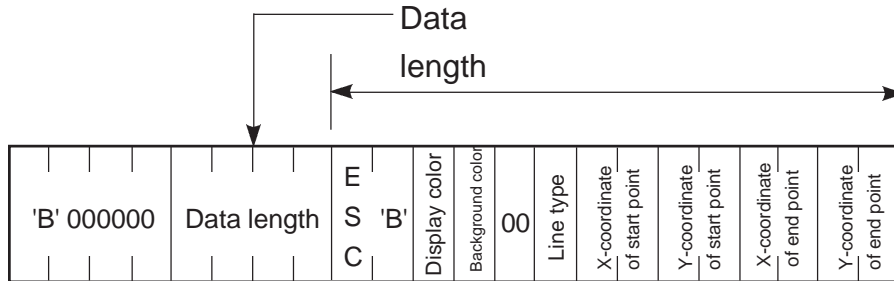 Data
length
'B' 000000
Data length
E
S
C
'B'
Display color
Background color
00
Line type
X-coordinate
of start point
Y-coordinate
of start point
X-coordinate
of end point
Y-coordinate
of end point